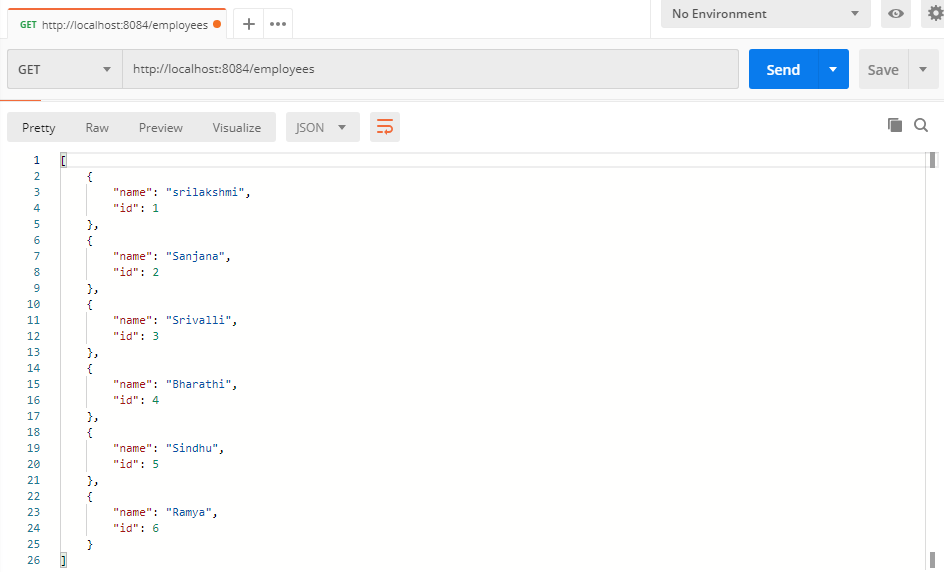 GET http://localhost:8084/employees
No Environment
GET http://localhost:8084/employees Send Save
Pretty Raw Preview Visualize JSON
1 [
2 {
3 "name": "srilakshmi",
4 "id": 1
5 },
6 {
7 "name": "Sanjana",
8 "id": 2
9 },
10 {
11 "name": "Srivalli",
12 "id": 3
13 },
14 {
15 "name": "Bharathi",
16 "id": 4
17 },
18 {
19 "name": "Sindhu",
20 "id": 5
21 },
22 {
23 "name": "Ramya",
24 "id": 6
25 }
26 ]